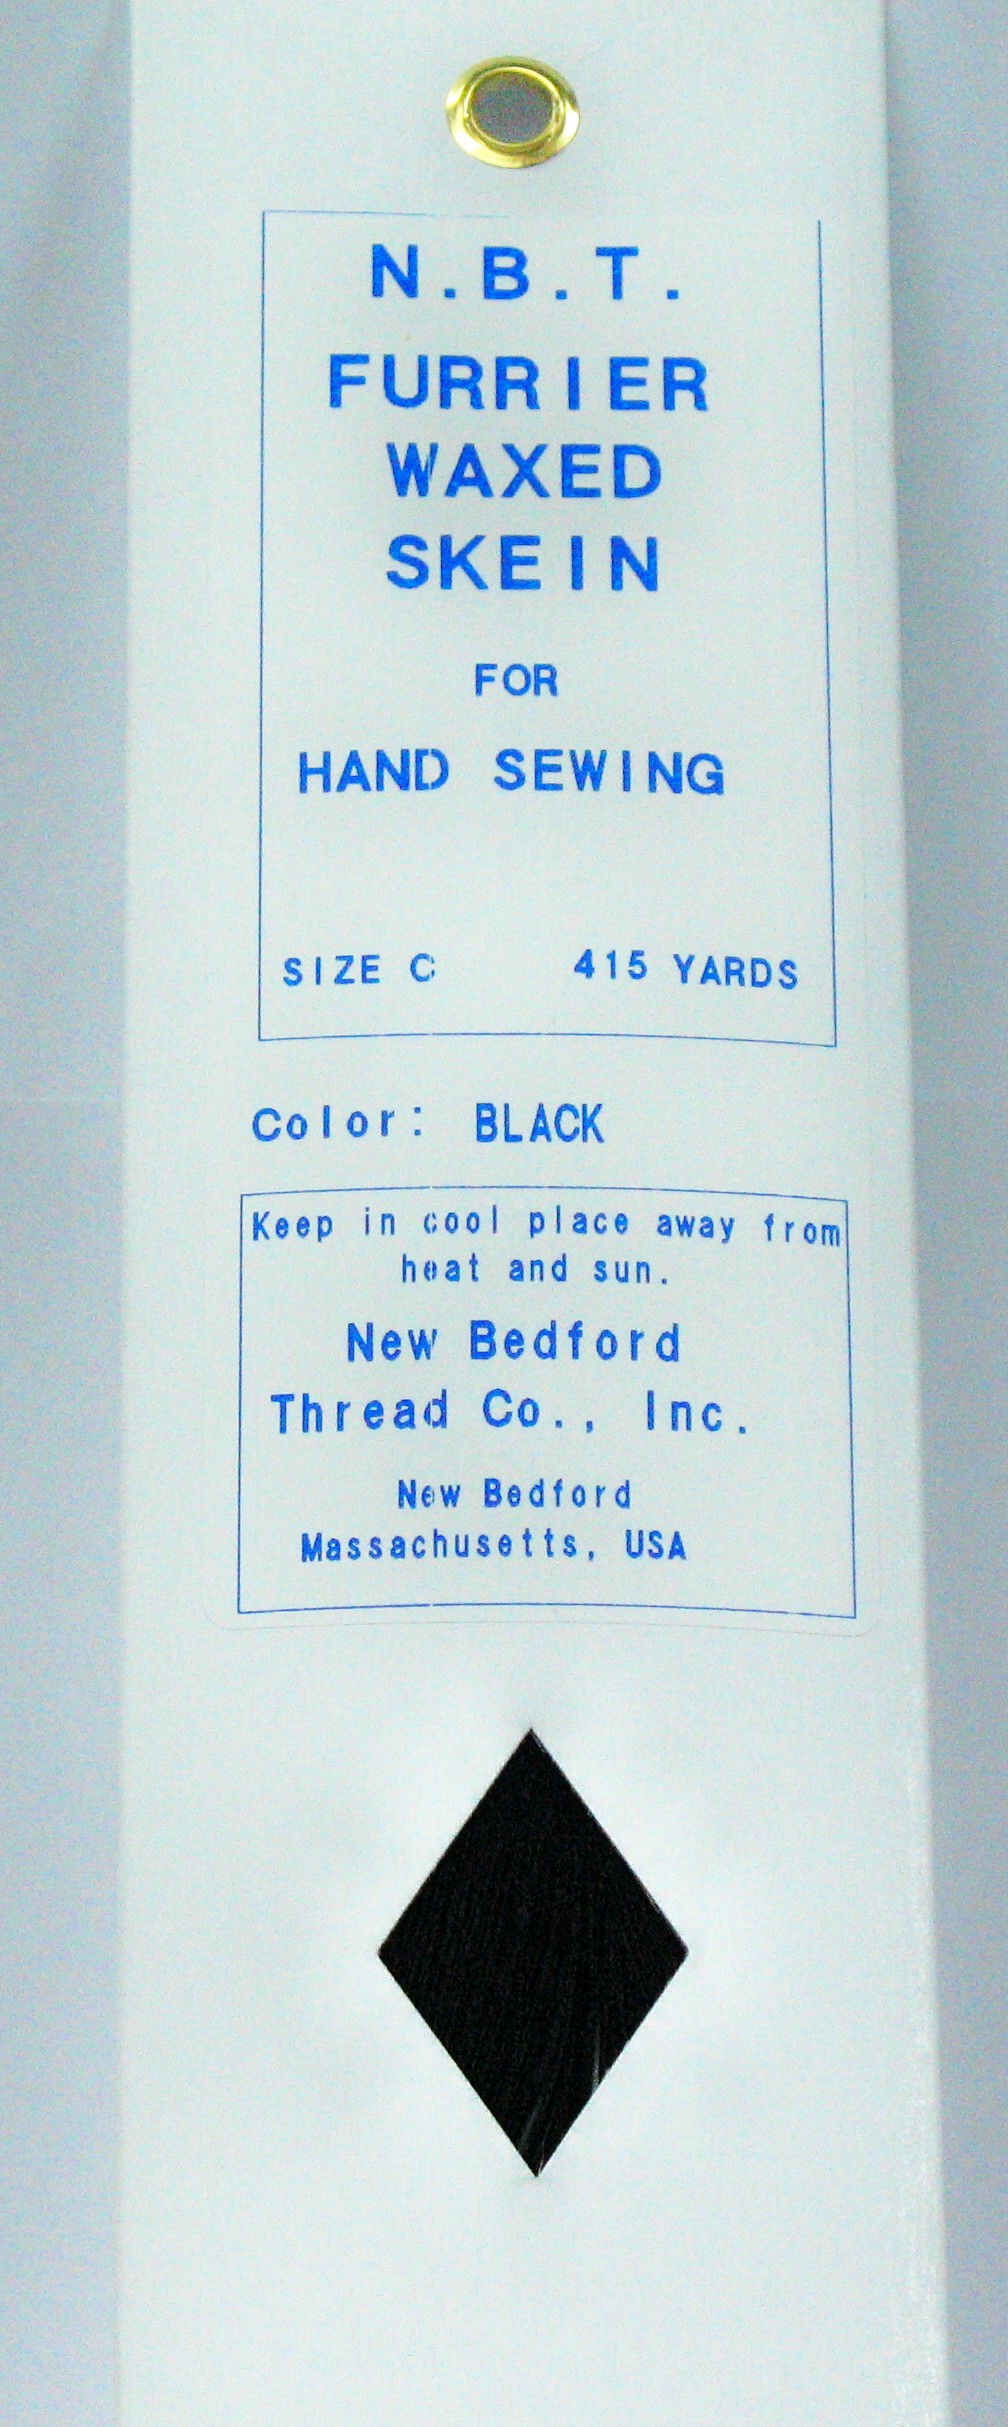 N.B.T.
FURRIER
WAXED
SKEIN
FOR
HAND SEWING
SIZE C 415 YARDS
Color: BLACK
Keep in cool place away from
heat and sun.
New Bedford
Thread Co., Inc.
New Bedford
Massachusetts, USA